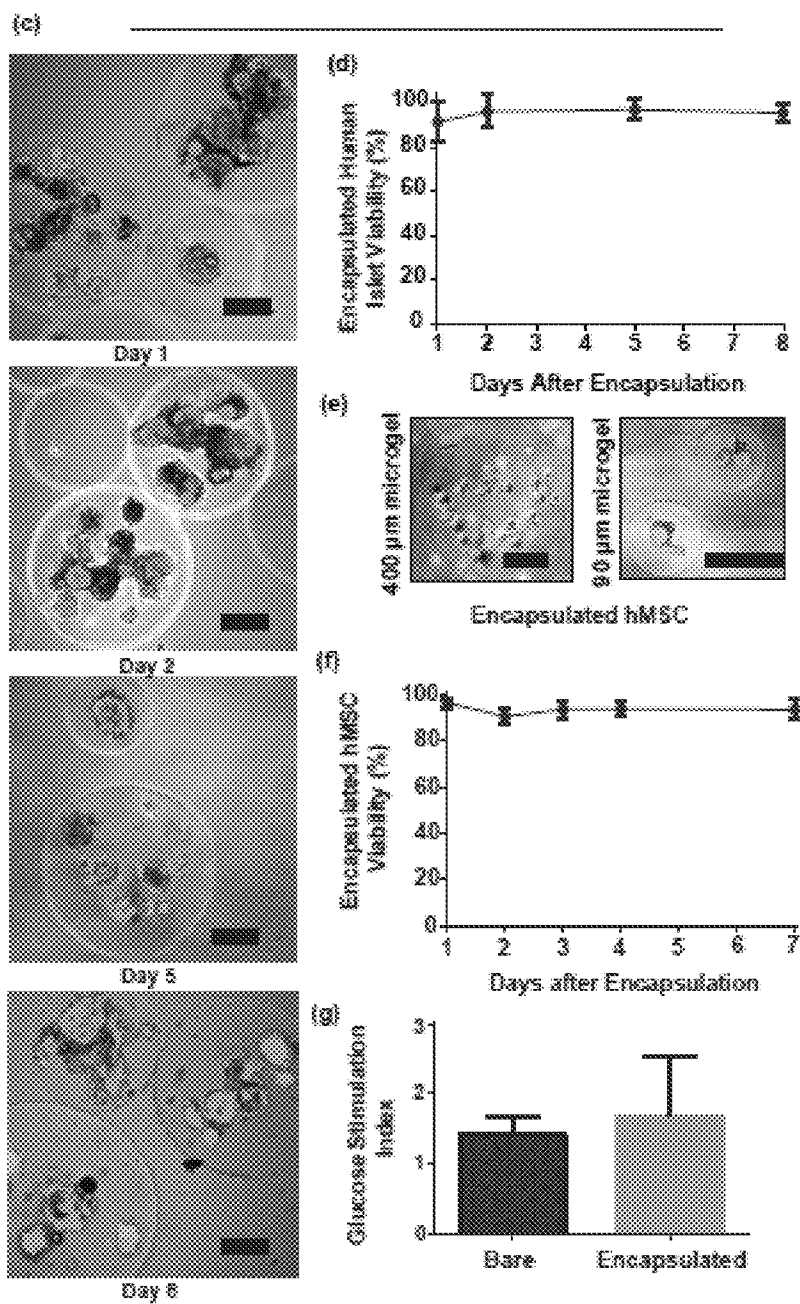 (c)
Day 1
Day 2
Day 5
Day 8
(d)
Encapsulated Human
Islet Viability (%)
100
80
60
40
20
0
1 2 3 4 5 6 7 8
Days After Encapsulation
(e)
400 µm microgel
90 µm microgel
Encapsulated hMSC
(f)
Encapsulated hMSC
Viability (%)
100
80
60
40
20
0
1 2 3 4 5 6 7
Days after Encapsulation
(g)
Glucose Stimulation
Index
3
2
1
0
Bare Encapsulated